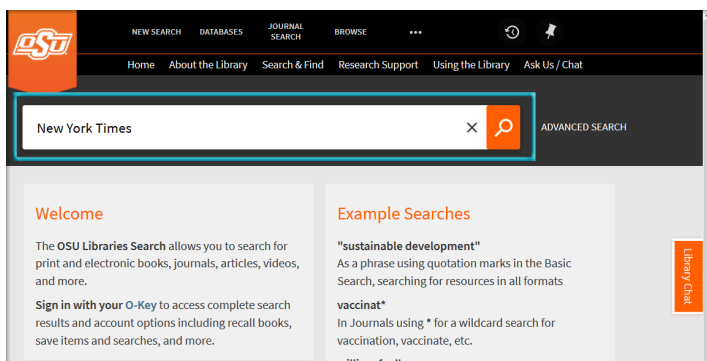 OSU
NEW SEARCH
DATABASES
JOURNAL
SEARCH
BROWSE
•••
Home
About the Library
Search & Find
Research Support
Using the Library
Ask Us / Chat
New York Times
ADVANCED SEARCH
Welcome
The OSU Libraries Search allows you to search for
print and electronic books, journals, articles, videos,
and more.
Sign in with your O-Key to access complete search
results and account options including recall books,
save items and searches, and more.
Example Searches
"sustainable development"
As a phrase using quotation marks in the Basic
Search, searching for resources in all formats
vaccinat*
In Journals using * for a wildcard search for
vaccination, vaccinate, etc.
Library Chat